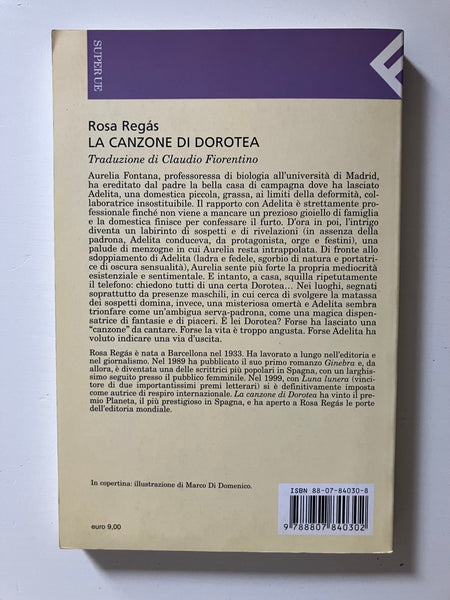 SUPER UE
Rosa Regás
LA CANZONE DI DOROTEA
Traduzione di Claudio Fiorentino
Aurelia Fontana, professoressa di biologia all'università di Madrid,
ha ereditato dal padre la bella casa di campagna dove ha lasciato
Adelita, una domestica piccola, grassa, ai limiti della deformità, col-
laboratrice insostituibile. Il rapporto con Adelita è strettamente pro-
fessionale finché non viene a mancare un prezioso gioiello di famiglia
e la domestica finisce per confessare il furto. D'ora in poi, l'intrigo
diventa un labirinto di sospetti e di rivelazioni (in assenza della
padrona, Adelita conduceva, da protagonista, orge e festini), una
palude di menzogne in cui Aurelia resta intrappolata. Di fronte allo
sdoppiamento di Adelita (ladra e fedele, sgorbio di natura e portatri-
ce di oscura sensualità), Aurelia sente più forte la propria mediocrità
esistenziale e sentimentale. E intanto, a casa, squilla ripetutamente
il telefono: chiedono tutti di una certa Dorotea... Nei luoghi, segnati
soprattutto da presenze maschili, in cui cerca di svolgere la matassa
dei sospetti domina, invece, una misteriosa omertà e Adelita sembra
trionfare come un'ambigua serva-padrona, come una magica dispen-
satrice di fantasie e di piaceri. È lei Dorotea? Forse ha lasciato una
"canzone" da cantare. Forse la vita è troppo angusta. Forse Adelita ha
voluto indicare una via d'uscita.
Rosa Regás è nata a Barcellona nel 1933. Ha lavorato a lungo nell'editoria e
nel giornalismo. Nel 1989 ha pubblicato il suo primo romanzo Ginebra e, da
allora, è diventata una delle scrittrici più popolari in Spagna, con un larghis-
simo seguito presso il pubblico femminile. Nel 1999, con Luna lunera (vinci-
tore di due importantissimi premi letterari) si è definitivamente imposta
come autrice di respiro internazionale. La canzone di Dorotea ha vinto il pre-
mio Planeta, il più prestigioso in Spagna, e ha aperto a Rosa Regás le porte
dell'editoria mondiale.
In copertina: illustrazione di Marco Di Domenico.
euro 9,00
ISBN 88-07-84030-8
9 788807 840302